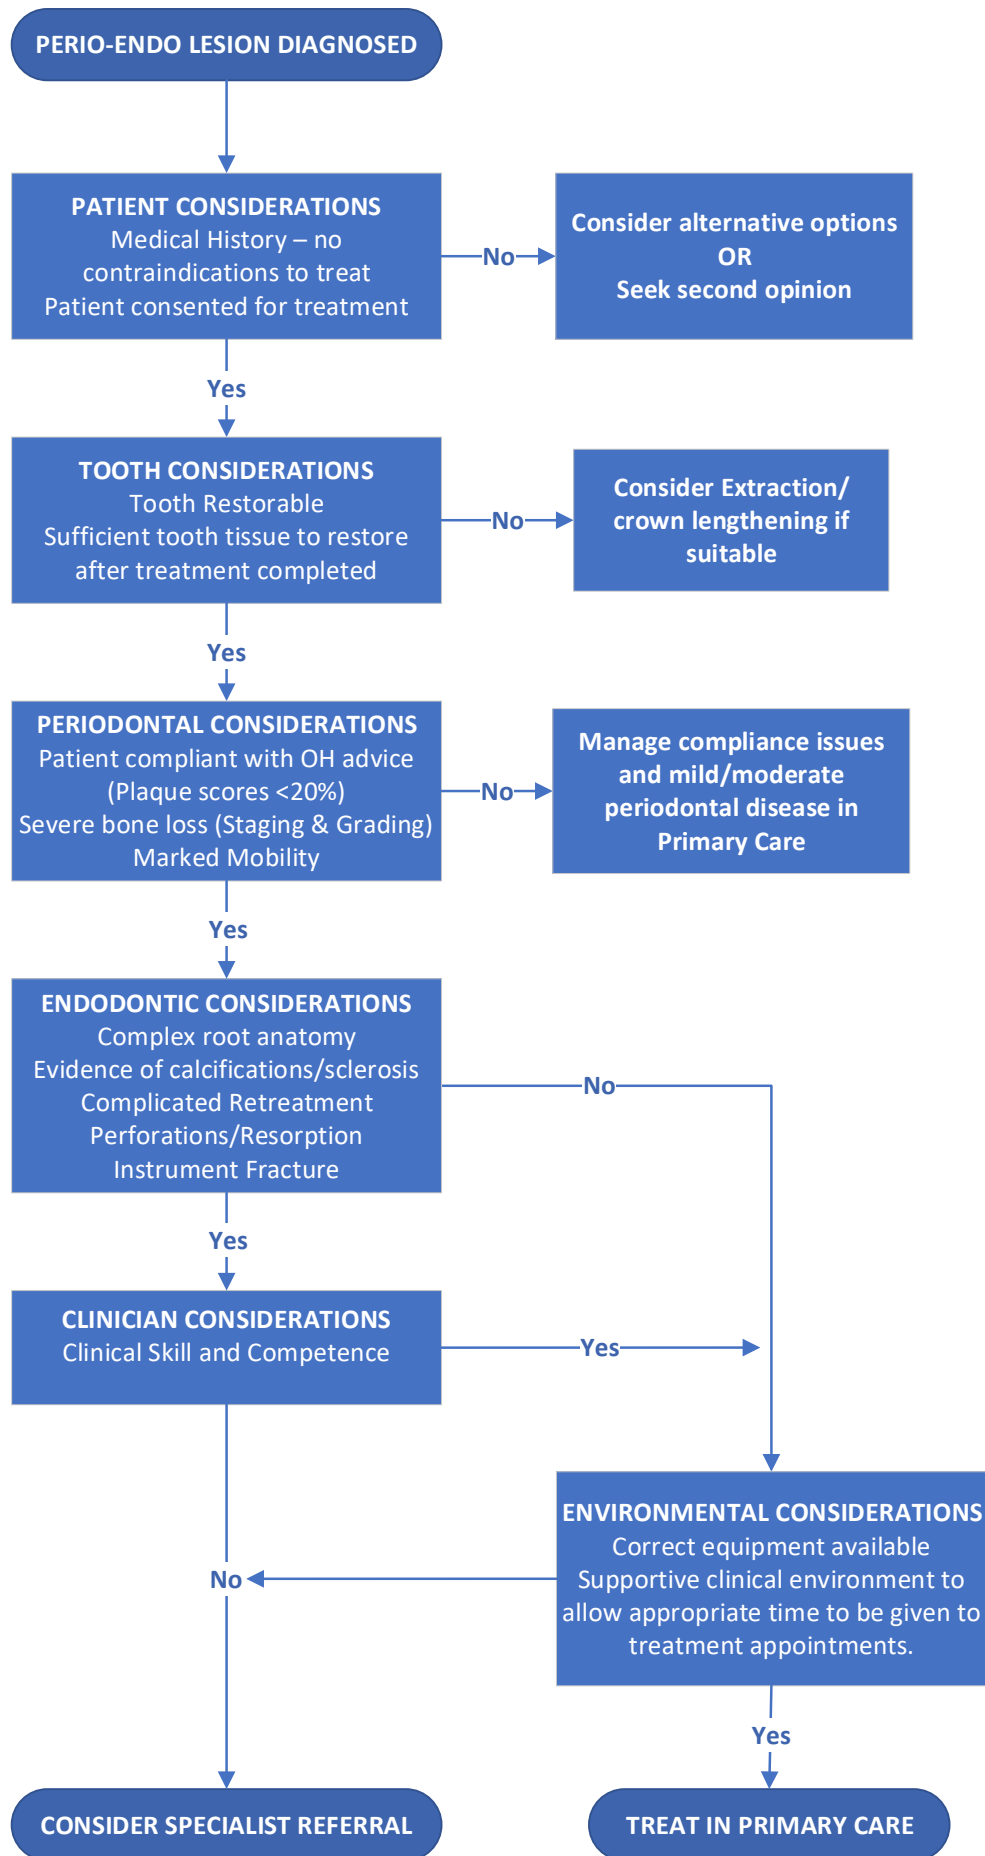 PERIO-ENDO LESION DIAGNOSED
PATIENT CONSIDERATIONS
Medical History – no
contraindications to treat
Patient consented for treatment
No
Consider alternative options
OR
Seek second opinion
Yes
TOOTH CONSIDERATIONS
Tooth Restorable
Sufficient tooth tissue to restore
after treatment completed
No
Consider Extraction/
crown lengthening if
suitable
Yes
PERIODONTAL CONSIDERATIONS
Patient compliant with OH advice
(Plaque scores <20%)
Severe bone loss (Staging & Grading)
Marked Mobility
No
Manage compliance issues
and mild/moderate
periodontal disease in
Primary Care
Yes
ENDODONTIC CONSIDERATIONS
Complex root anatomy
Evidence of calcifications/sclerosis
Complicated Retreatment
Perforations/Resorption
Instrument Fracture
No
Yes
CLINICIAN CONSIDERATIONS
Clinical Skill and Competence
Yes
ENVIRONMENTAL CONSIDERATIONS
Correct equipment available
Supportive clinical environment to
allow appropriate time to be given to
treatment appointments.
No
Yes
CONSIDER SPECIALIST REFERRAL
TREAT IN PRIMARY CARE